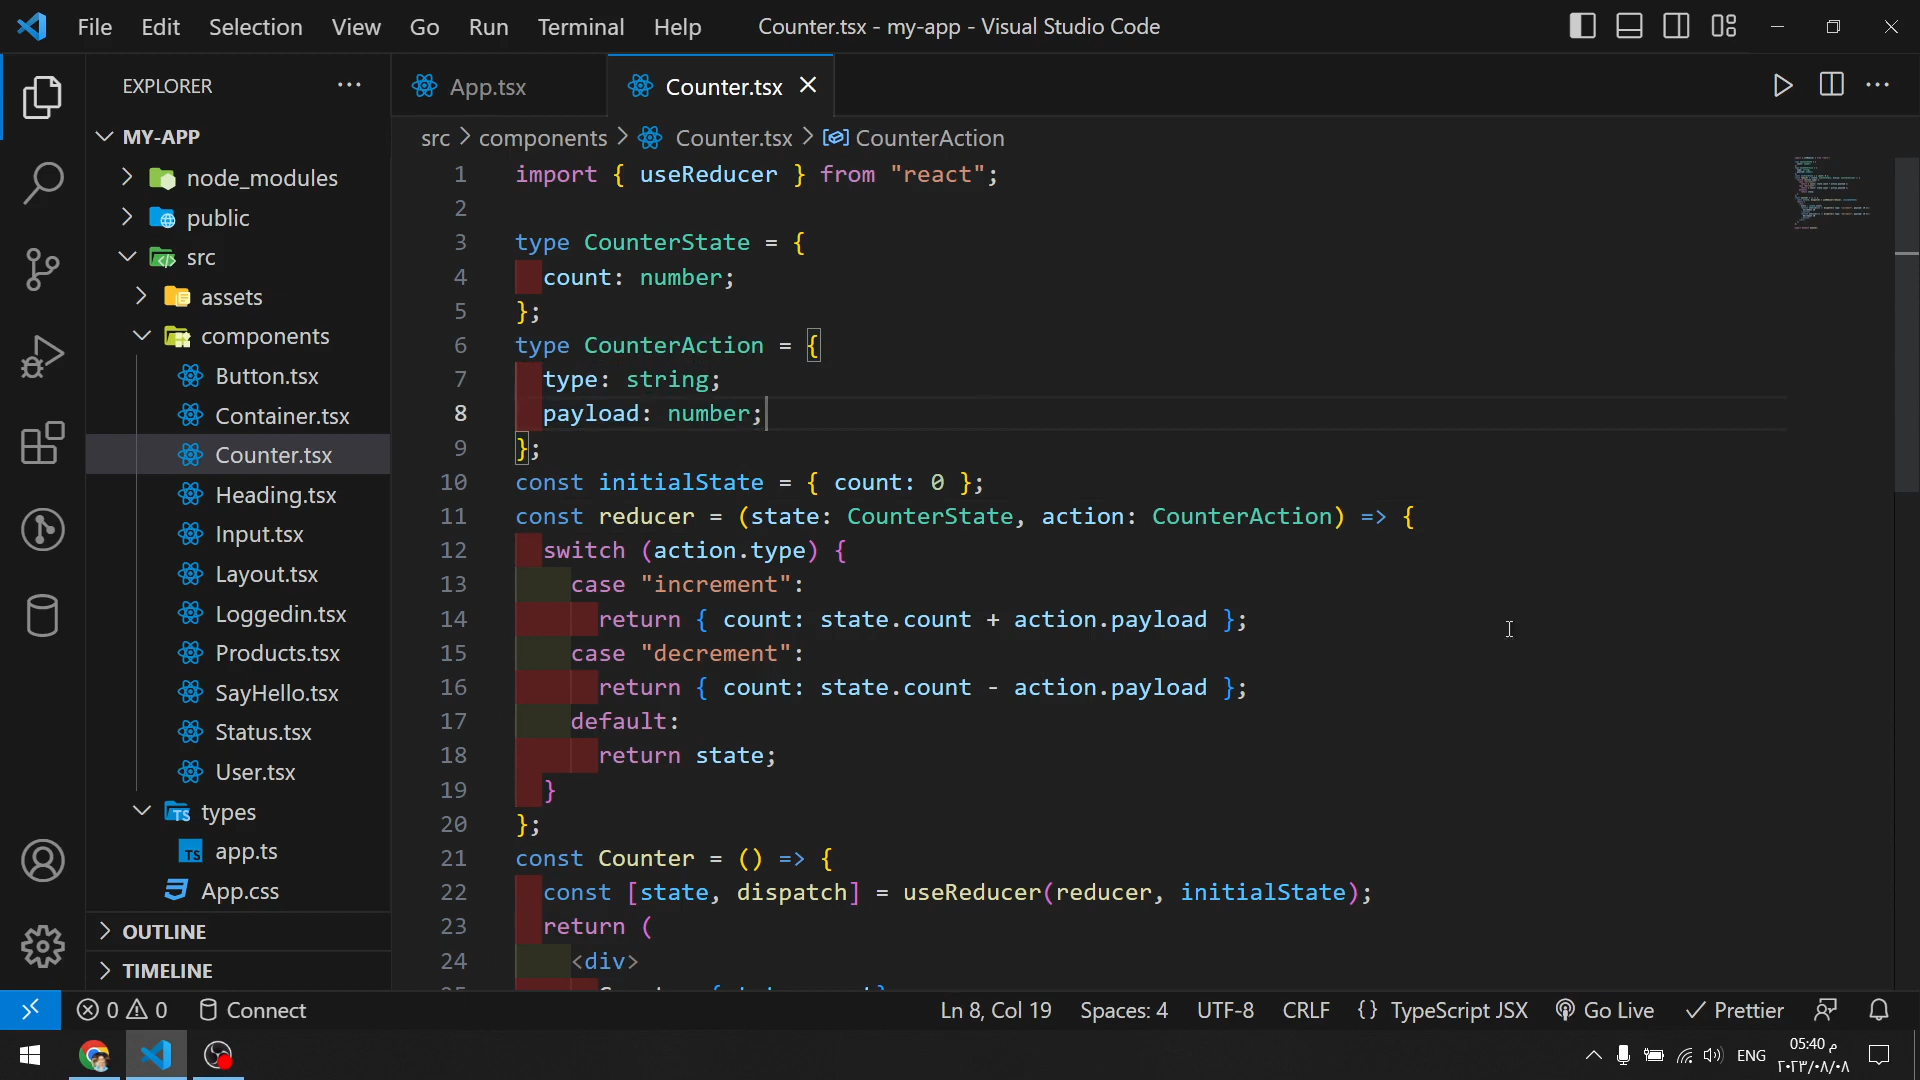 File Edit Selection View Go Run Terminal Help Counter.tsx - my-app - Visual Studio Code
EXPLORER
App.tsx
Counter.tsx
src > components > Counter.tsx > CounterAction
MY-APP
node_modules
public
src
assets
components
Button.tsx
Container.tsx
Counter.tsx
Heading.tsx
Input.tsx
Layout.tsx
Loggedin.tsx
Products.tsx
SayHello.tsx
Status.tsx
User.tsx
types
app.ts
App.css
OUTLINE
TIMELINE
1 import { useReducer } from "react";
2
3 type CounterState = {
4 count: number;
5 };
6 type CounterAction = {
7 type: string;
8 payload: number;
9 };
10 const initialState = { count: 0 };
11 const reducer = (state: CounterState, action: CounterAction) => {
12 switch (action.type) {
13 case "increment":
14 return { count: state.count + action.payload };
15 case "decrement":
16 return { count: state.count - action.payload };
17 default:
18 return state;
19 }
20 };
21 const Counter = () => {
22 const [state, dispatch] = useReducer(reducer, initialState);
23 return (
24 <div>
0 0 Connect Ln 8, Col 19 Spaces: 4 UTF-8 CRLF {} TypeScript JSX Go Live Prettier
ENG
05:40 م
٢٠٢٣/٠٨/٠٨